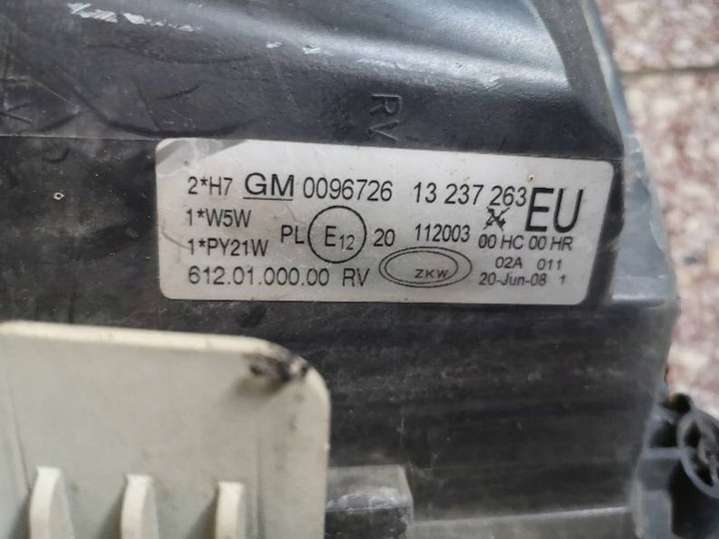 RV
2*H7 GM 0096726 13 237 263 EU
1*W5W
1*PY21W PL E12 20 112003 00 HC 00 HR
612.01.000.00 RV ZKW 02A 011
20-Jun-08 1